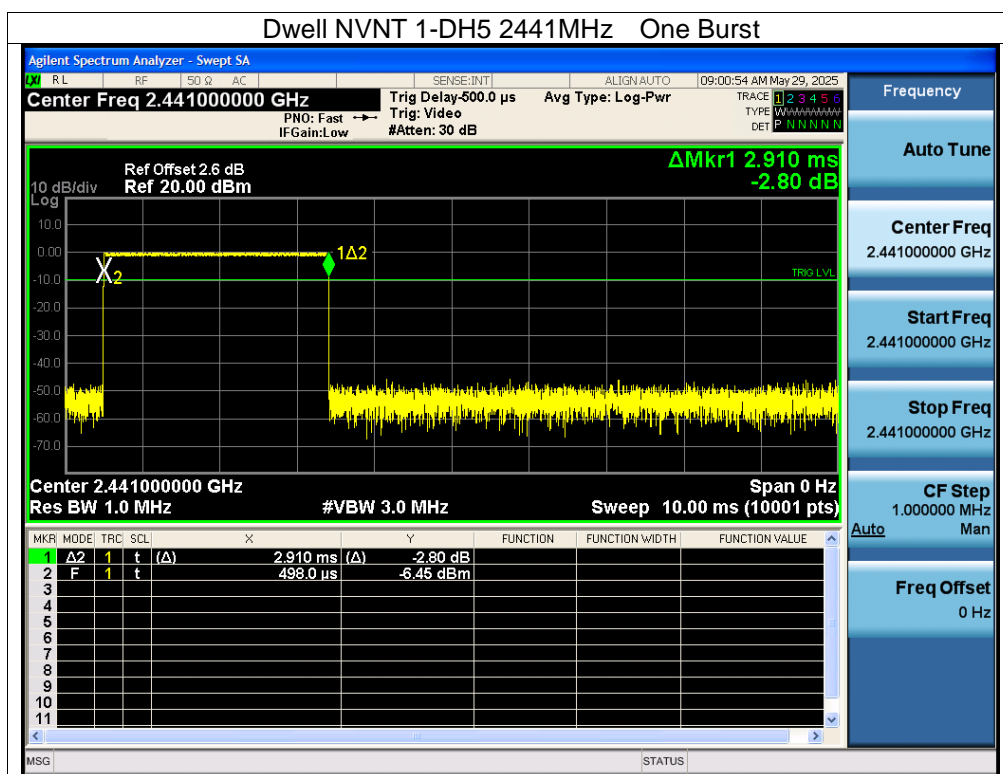 Dwell NVNT 1-DH5 2441MHz One Burst
Agilent Spectrum Analyzer - Swept SA
LXI RL RF 50 Ω AC SENSE:INT ALIGN AUTO 09:00:54 AM May 29, 2025
Center Freq 2.441000000 GHz
PNO: Fast
IFGain:Low
Trig Delay-500.0 µs
Trig: Video
#Atten: 30 dB
Avg Type: Log-Pwr
TRACE 1 2 3 4 5 6
TYPE WWWWWW
DET P N N N N N
ΔMkr1 2.910 ms
-2.80 dB
Ref Offset 2.6 dB
10 dB/div Ref 20.00 dBm
Log
10.0
0.00
-10.0
-20.0
-30.0
-40.0
-50.0
-60.0
-70.0
1Δ2
X2
TRIG LVL
Center 2.441000000 GHz Span 0 Hz
Res BW 1.0 MHz #VBW 3.0 MHz Sweep 10.00 ms (10001 pts)
MKR MODE TRC SCL X Y FUNCTION FUNCTION WIDTH FUNCTION VALUE
1 Δ2 1 t (Δ) 2.910 ms (Δ) -2.80 dB
2 F 1 t 498.0 µs -6.45 dBm
3
4
5
6
7
8
9
10
11
MSG STATUS
Frequency
Auto Tune
Center Freq
2.441000000 GHz
Start Freq
2.441000000 GHz
Stop Freq
2.441000000 GHz
CF Step
1.000000 MHz
Auto Man
Freq Offset
0 Hz